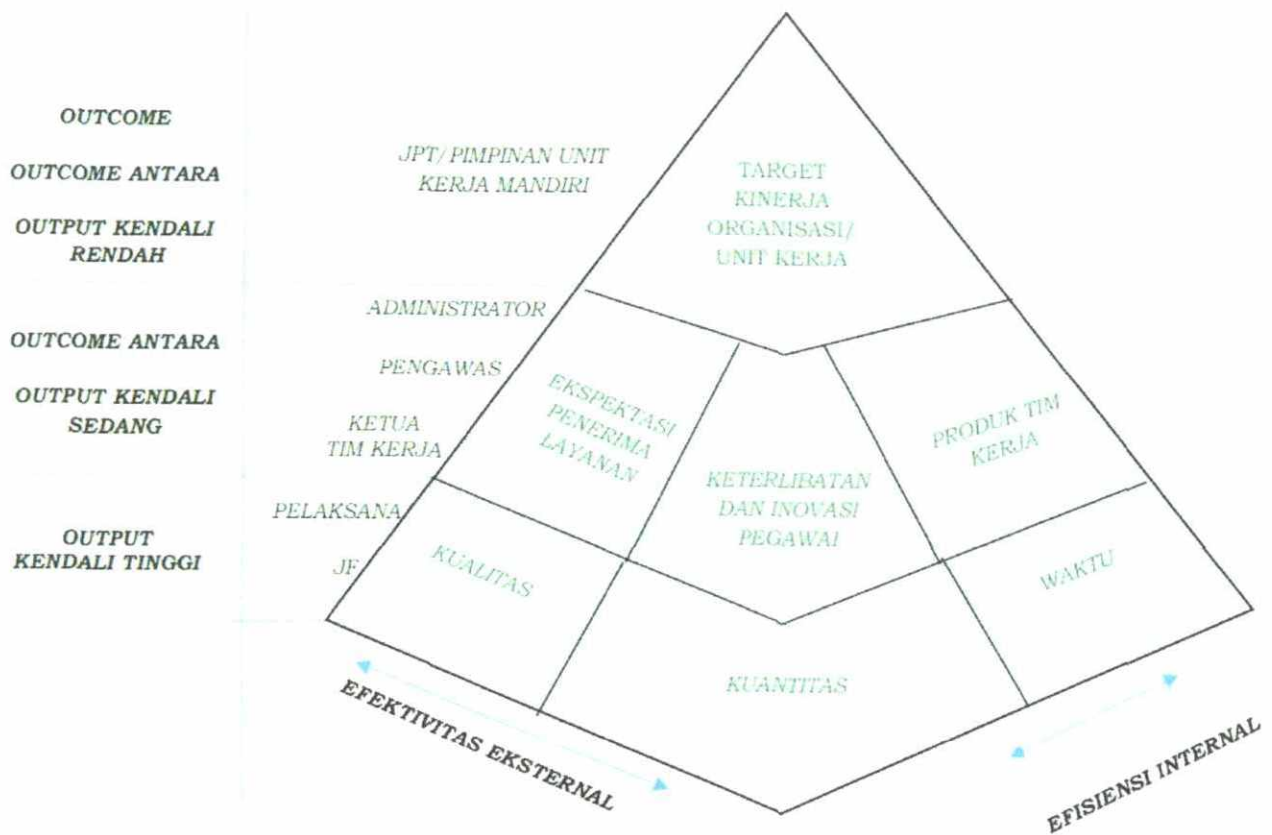 OUTCOME
OUTCOME ANTARA
OUTPUT KENDALI
RENDAH
OUTCOME ANTARA
OUTPUT KENDALI
SEDANG
OUTPUT
KENDALI TINGGI
JPT/PIMPINAN UNIT
KERJA MANDIRI
ADMINISTRATOR
PENGAWAS
KETUA
TIM KERJA
PELAKSANA
JF
TARGET
KINERJA
ORGANISASI/
UNIT KERJA
EKSPEKTASI
PENERIMA
LAYANAN
KETERLIBATAN
DAN INOVASI
PEGAWAI
PRODUK TIM
KERJA
KUALITAS
KUANTITAS
WAKTU
EFEKTIVITAS EKSTERNAL
EFISIENSI INTERNAL